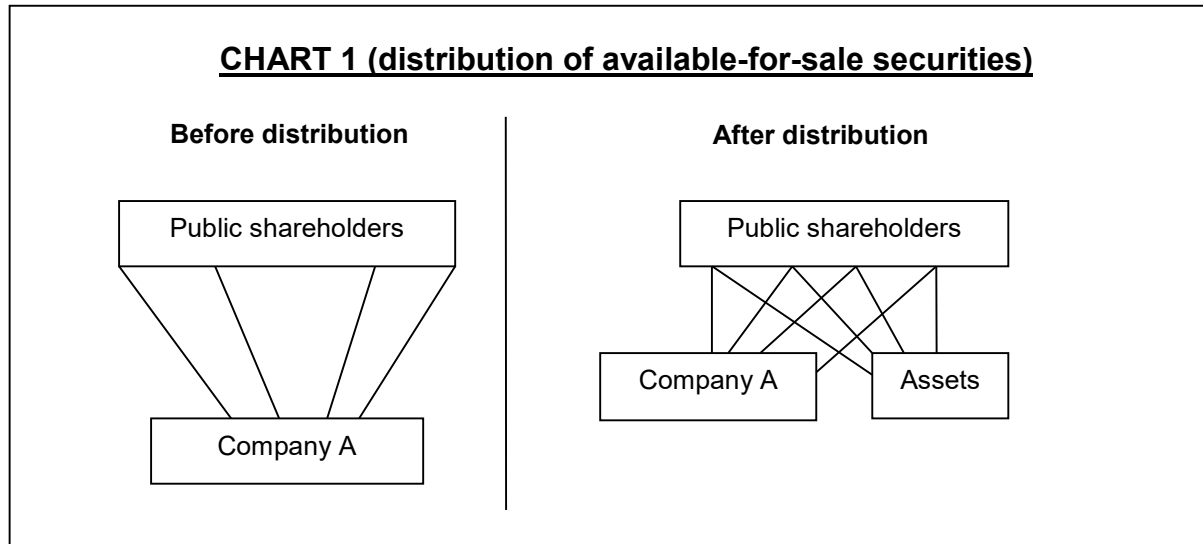 CHART 1 (distribution of available-for-sale securities)
Before distribution
After distribution
Public shareholders
Company A
Public shareholders
Company A
Assets